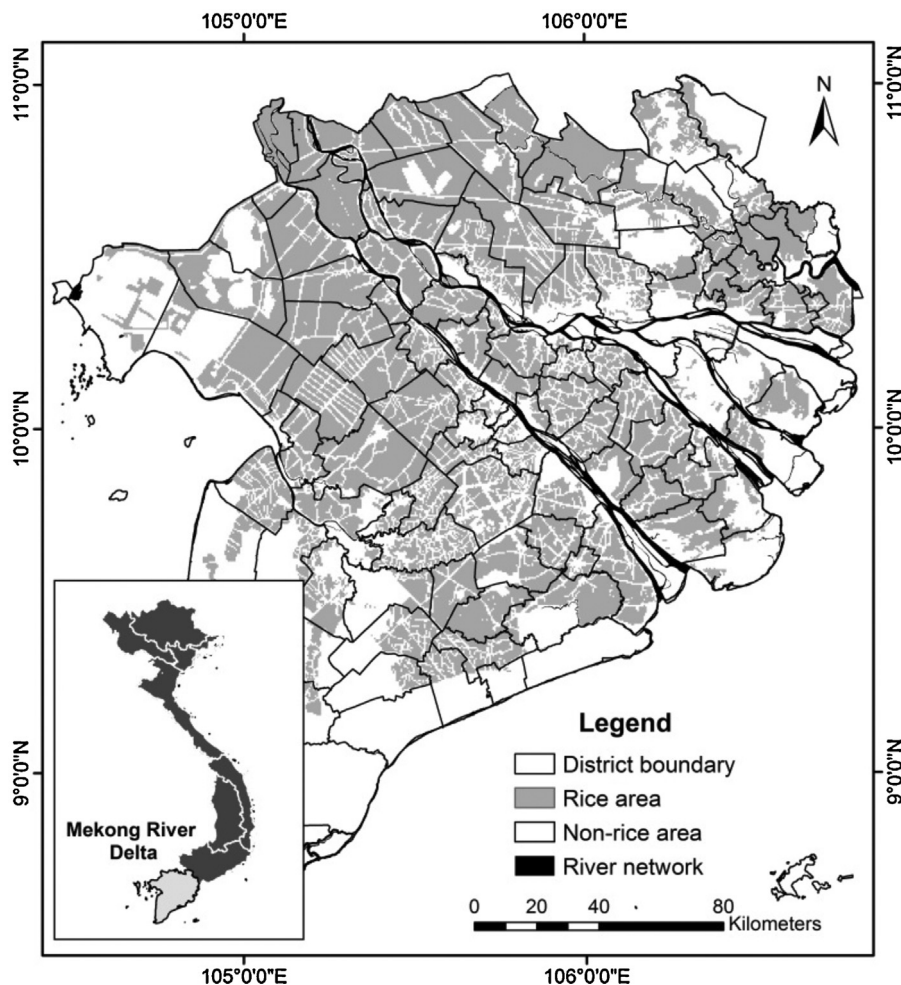 105°0'0"E 106°0'0"E
11°0'0"N
11°0'0"N
N
10°0'0"N
10°0'0"N
9°0'0"N
9°0'0"N
Mekong River
Delta
Legend
District boundary
Rice area
Non-rice area
River network
0 20 40 80
Kilometers
105°0'0"E 106°0'0"E